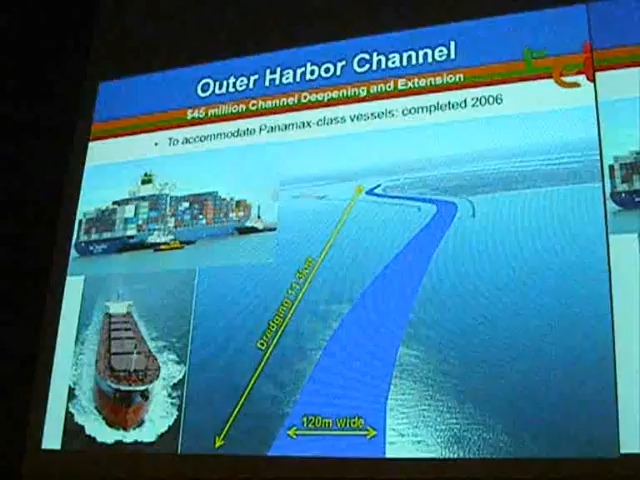 Outer Harbor Channel
$45 million Channel Deepening and Extension
• To accommodate Panamax-class vessels: completed 2006
Dredging
120m wide